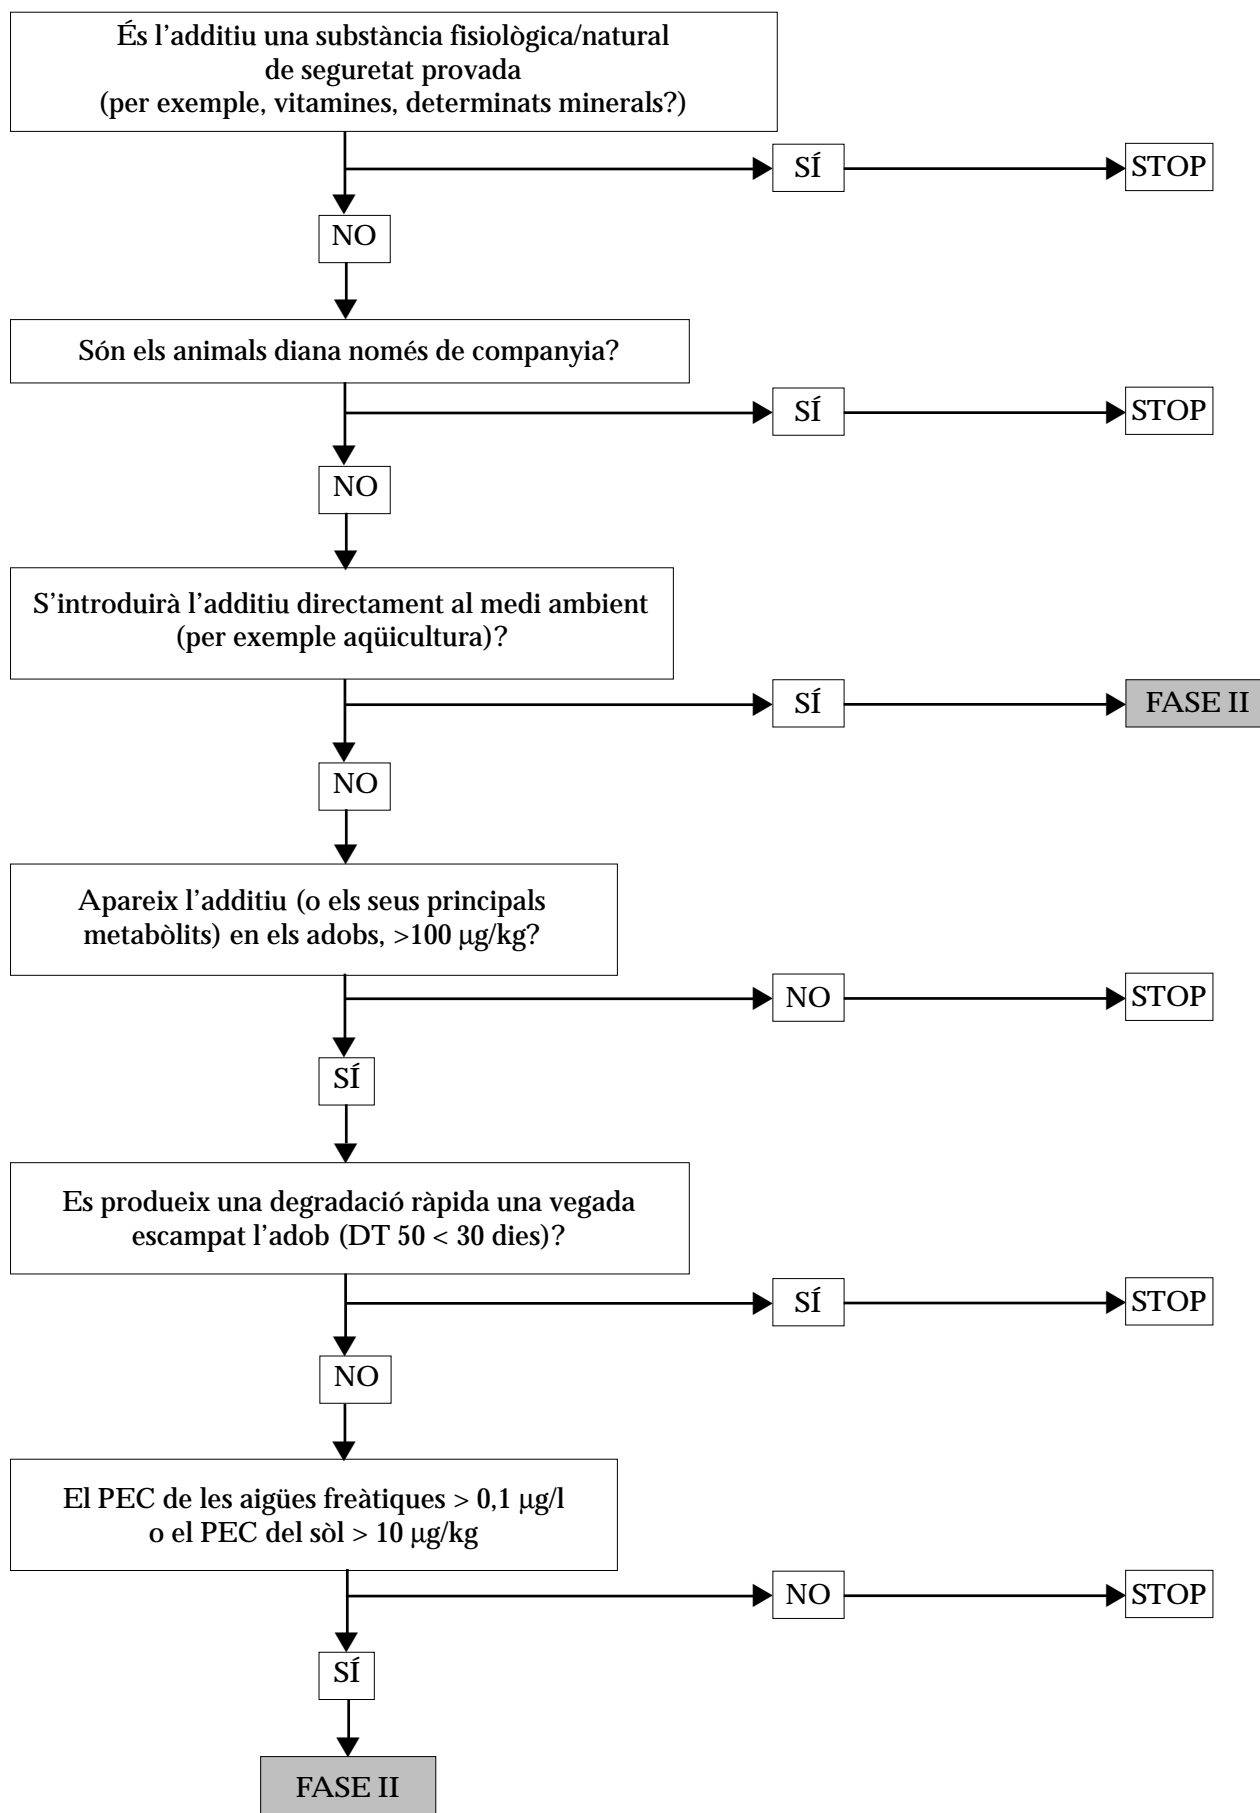 És l’additiu una substància fisiològica/natural
de seguretat provada
(per exemple, vitamines, determinats minerals?)
SÍ
STOP
NO
Són els animals diana només de companyia?
SÍ
STOP
NO
S’introduirà l’additiu directament al medi ambient
(per exemple aqüicultura)?
SÍ
FASE II
NO
Apareix l’additiu (o els seus principals
metabòlits) en els adobs, >100 µg/kg?
NO
STOP
SÍ
Es produeix una degradació ràpida una vegada
escampat l’adob (DT 50 < 30 dies)?
SÍ
STOP
NO
El PEC de les aigües freàtiques > 0,1 µg/l
o el PEC del sòl > 10 µg/kg
NO
STOP
SÍ
FASE II